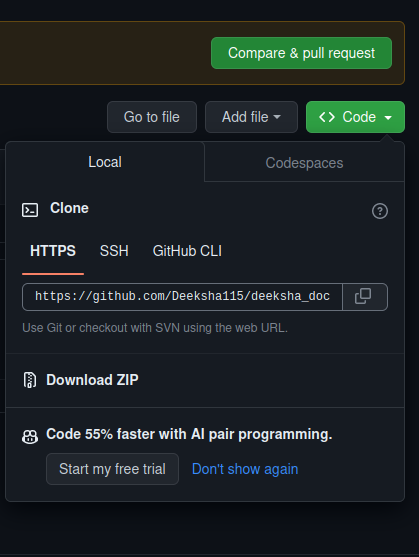 Compare & pull request
Go to file Add file Code
Local Codespaces
Clone
HTTPS SSH GitHub CLI
https://github.com/Deeksha115/deeksha_doc
Use Git or checkout with SVN using the web URL.
Download ZIP
Code 55% faster with AI pair programming.
Start my free trial Don't show again